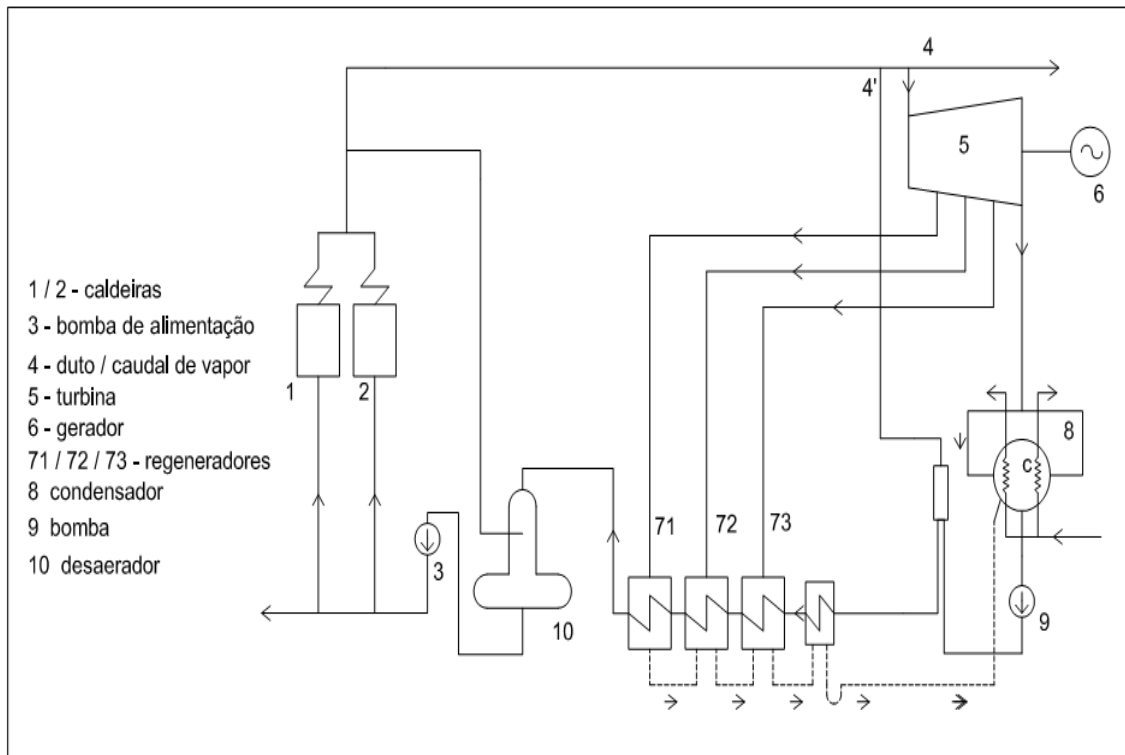 4
4'
5
6
1 / 2 - caldeiras
3 - bomba de alimentação
4 - duto / caudal de vapor
5 - turbina
6 - gerador
71 / 72 / 73 - regeneradores
8 condensador
9 bomba
10 desaerador
1
2
8
c
71
72
73
3
10
9